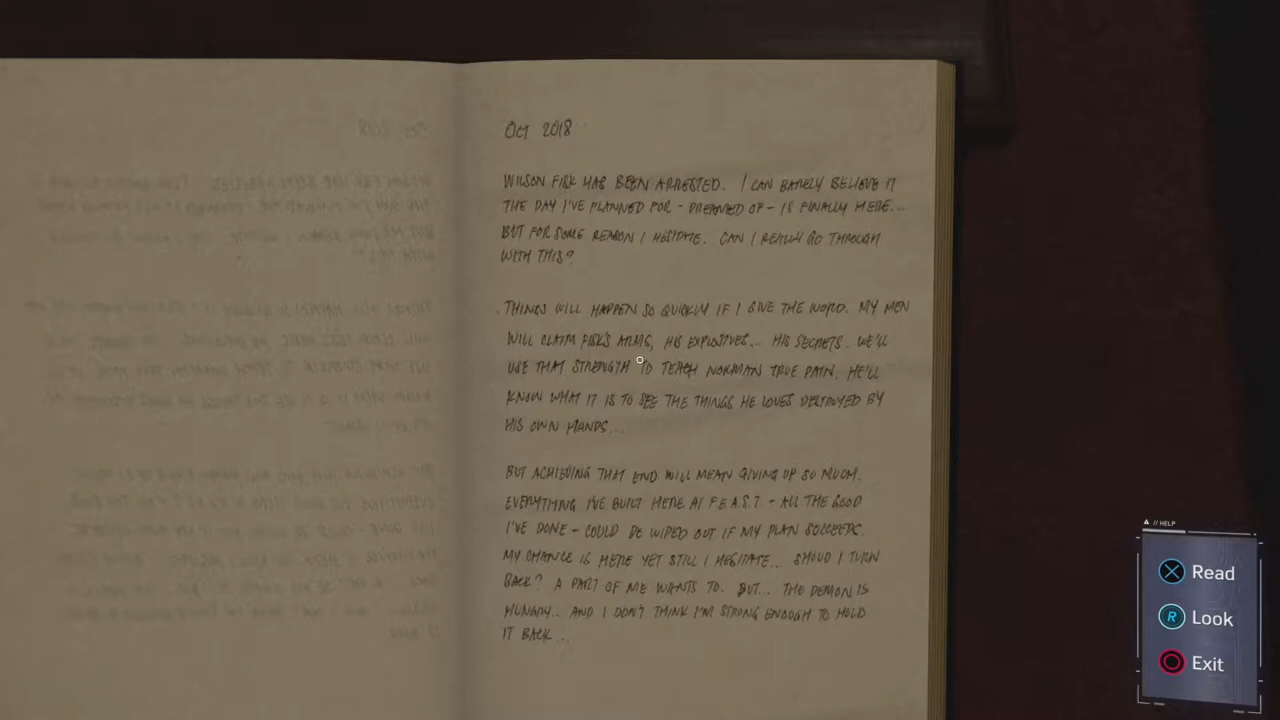 OCT 2018
WILSON FISK HAS BEEN ARRESTED. I CAN BARELY BELIEVE IT
THE DAY I'VE PLANNED FOR - DREAMED OF - IS FINALLY HERE...
BUT FOR SOME REASON I HESITATE. CAN I REALLY GO THROUGH
WITH THIS?
THINGS WILL HAPPEN SO QUICKLY IF I GIVE THE WORD. MY MEN
WILL CLAIM FISK'S ARMS, HIS EXPLOSIVES... HIS SECRETS. WE'LL
USE THAT STRENGTH TO TEACH NORMAN TRUE PAIN. HE'LL
KNOW WHAT IT IS TO SEE THE THINGS HE LOVES DESTROYED BY
HIS OWN HANDS...
BUT ACHIEVING THAT END WILL MEAN GIVING UP SO MUCH.
EVERYTHING I'VE BUILT HERE AT F.E.A.S.T - ALL THE GOOD
I'VE DONE - COULD BE WIPED OUT IF MY PLAN SUCCEEDS.
MY CHANCE IS HERE YET STILL I HESITATE... SHOUD I TURN
BACK? A PART OF ME WANTS TO. BUT... THE DEMON IS
HUNGRY... AND I DON'T THINK I'M STRONG ENOUGH TO HOLD
IT BACK...
// HELP
Read
R Look
Exit